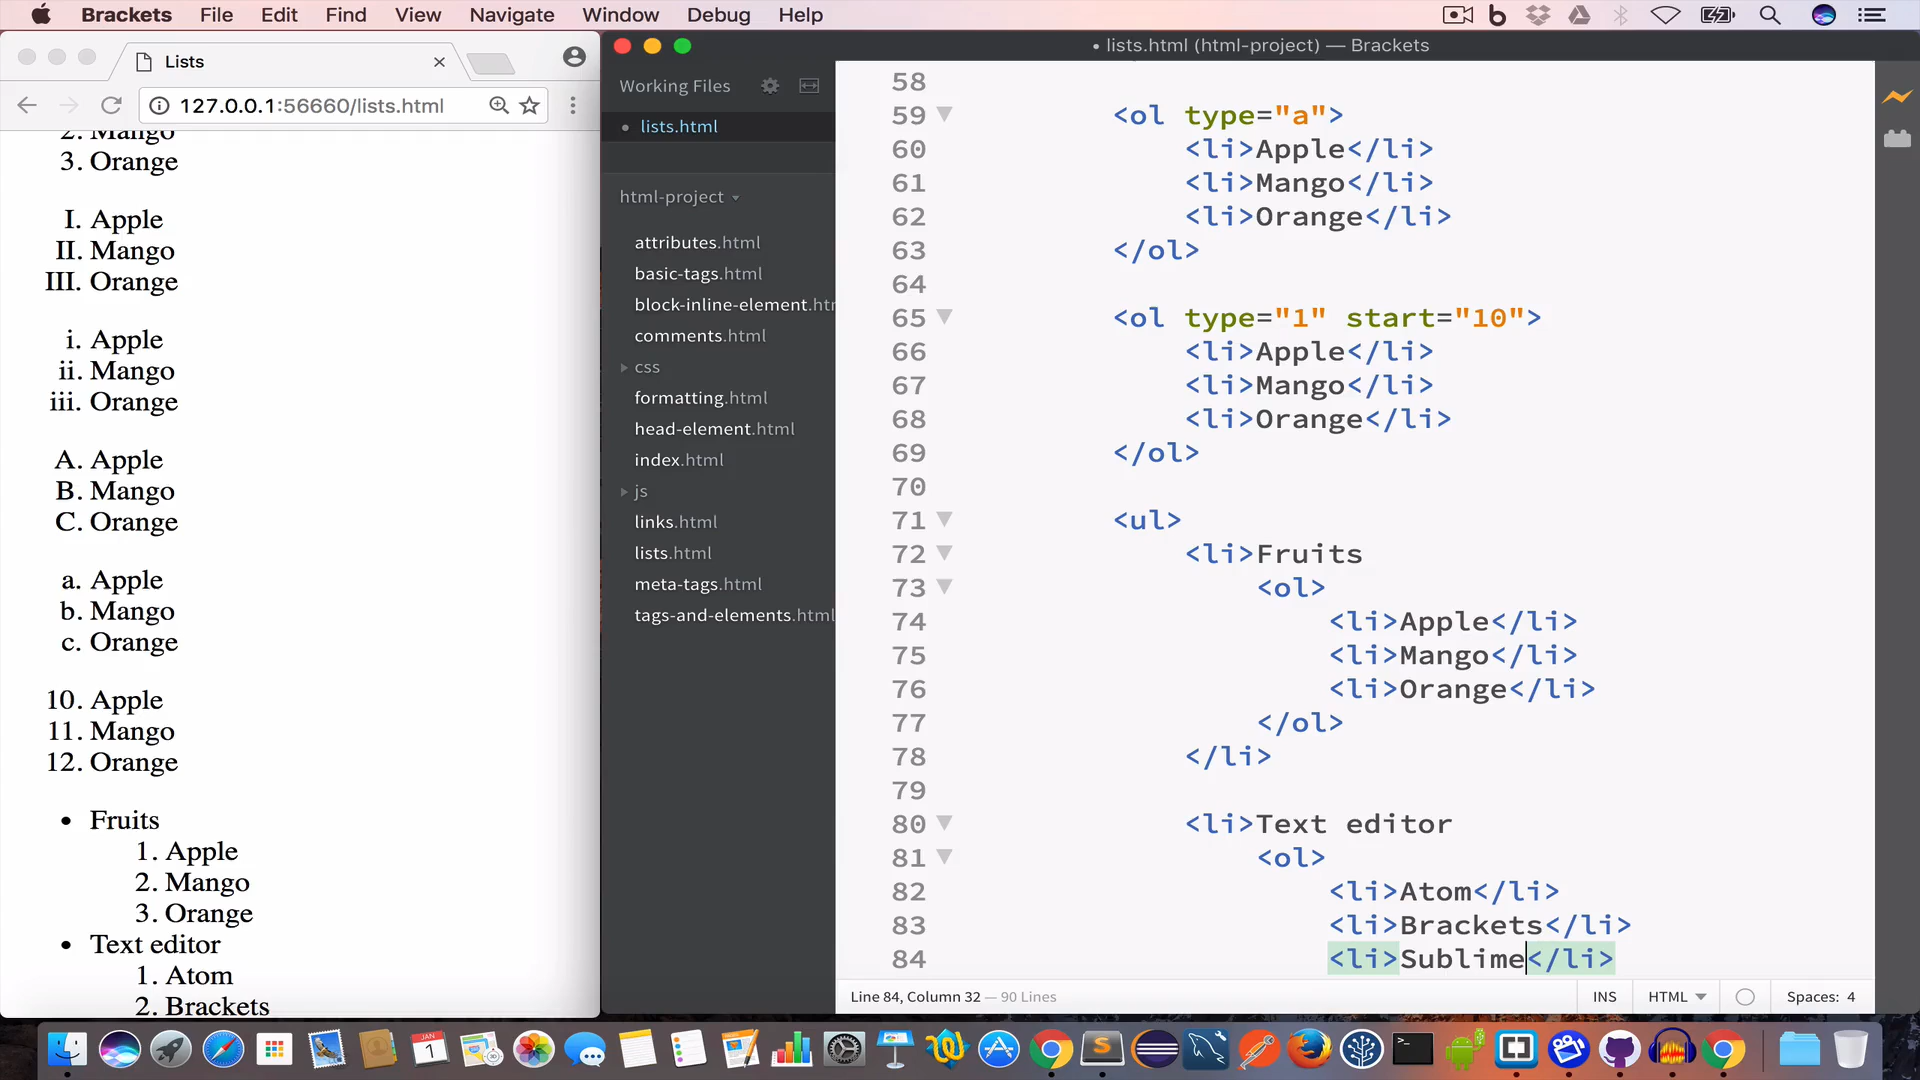 Brackets File Edit Find View Navigate Window Debug Help
Lists
127.0.0.1:56660/lists.html
2. Mango
3. Orange
I. Apple
II. Mango
III. Orange
i. Apple
ii. Mango
iii. Orange
A. Apple
B. Mango
C. Orange
a. Apple
b. Mango
c. Orange
10. Apple
11. Mango
12. Orange
• Fruits
1. Apple
2. Mango
3. Orange
• Text editor
1. Atom
2. Brackets
• lists.html (html-project) — Brackets
Working Files
• lists.html
html-project
attributes.html
basic-tags.html
block-inline-element.htm
comments.html
css
formatting.html
head-element.html
index.html
js
links.html
lists.html
meta-tags.html
tags-and-elements.html
58
59 <ol type="a">
60 <li>Apple</li>
61 <li>Mango</li>
62 <li>Orange</li>
63 </ol>
64
65 <ol type="1" start="10">
66 <li>Apple</li>
67 <li>Mango</li>
68 <li>Orange</li>
69 </ol>
70
71 <ul>
72 <li>Fruits
73 <ol>
74 <li>Apple</li>
75 <li>Mango</li>
76 <li>Orange</li>
77 </ol>
78 </li>
79
80 <li>Text editor
81 <ol>
82 <li>Atom</li>
83 <li>Brackets</li>
84 <li>Sublime</li>
Line 84, Column 32 — 90 Lines
INS HTML Spaces: 4
JAN
1